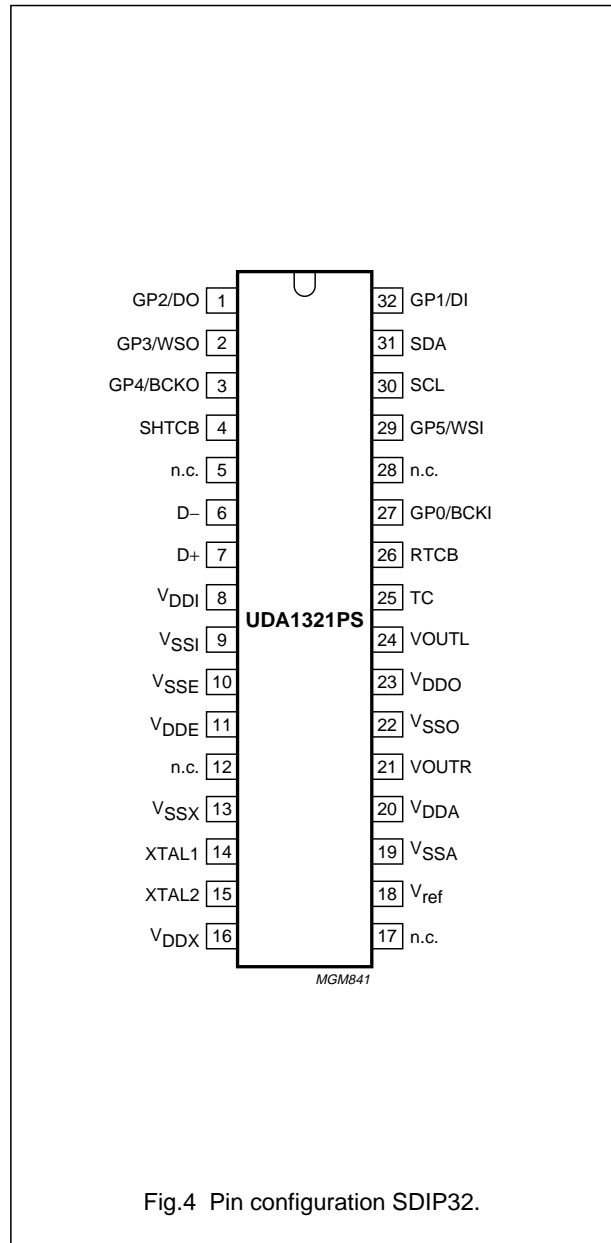 GP2/DO 1 32 GP1/DI
GP3/WSO 2 31 SDA
GP4/BCKO 3 30 SCL
SHTCB 4 29 GP5/WSI
n.c. 5 28 n.c.
D− 6 27 GP0/BCKI
D+ 7 26 RTCB
VDDI 8 25 TC
UDA1321PS
VSSI 9 24 VOUTL
VSSE 10 23 VDDO
VDDE 11 22 VSSO
n.c. 12 21 VOUTR
VSSX 13 20 VDDA
XTAL1 14 19 VSSA
XTAL2 15 18 Vref
VDDX 16 17 n.c.
MGM841
Fig.4 Pin configuration SDIP32.